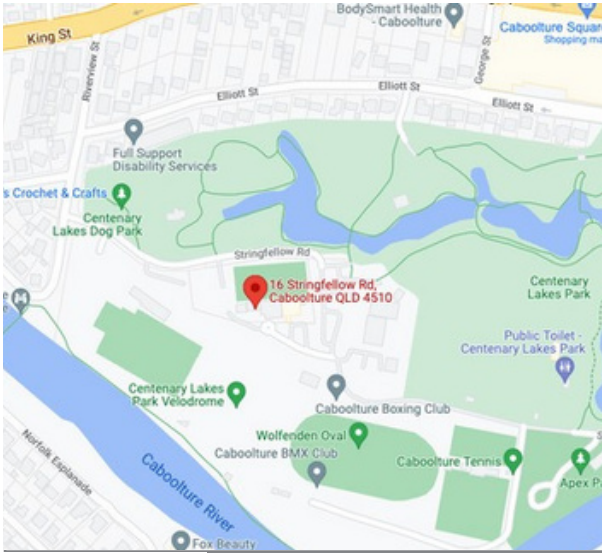 BodySmart Health
- Caboolture
King St
Riverview St
George St
Caboolture Squar
Shopping ma
Elliott St
Elliott St
Full Support
Disability Services
's Crochet & Crafts
Centenary
Lakes Dog Park
Stringfellow Rd
16 Stringfellow Rd,
Caboolture QLD 4510
Centenary
Lakes Park
Public Toilet -
Centenary Lakes Park
Centenary Lakes
Park Velodrome
Caboolture Boxing Club
Wolfenden Oval
Caboolture BMX Club
Caboolture Tennis
Apex Pa
Norfolk Esplanade
Caboolture River
Fox Beauty